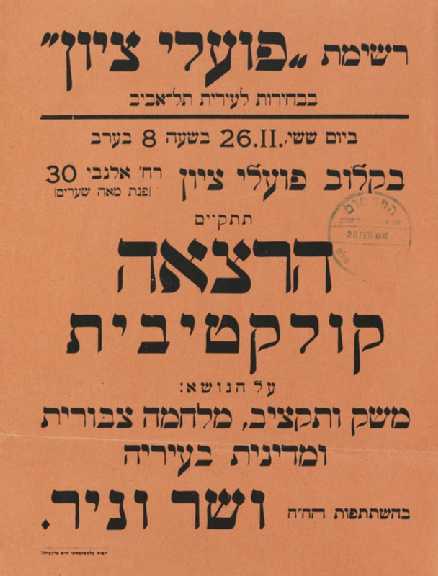 רשימת „פועלי ציון"
בבחירות לעירית תל־אביב
ביום ששי, 26.II. בשעה 8 בערב
בקלוב פועלי ציון רח' אלנבי 30
(פנת מאה שערים)
תתקיים
הרצאה
קולקטיבית
על הנושא:
משק ותקציב, מלחמה צבורית
ומדינית בעיריה
בהשתתפות הח"ח ושר וניר.